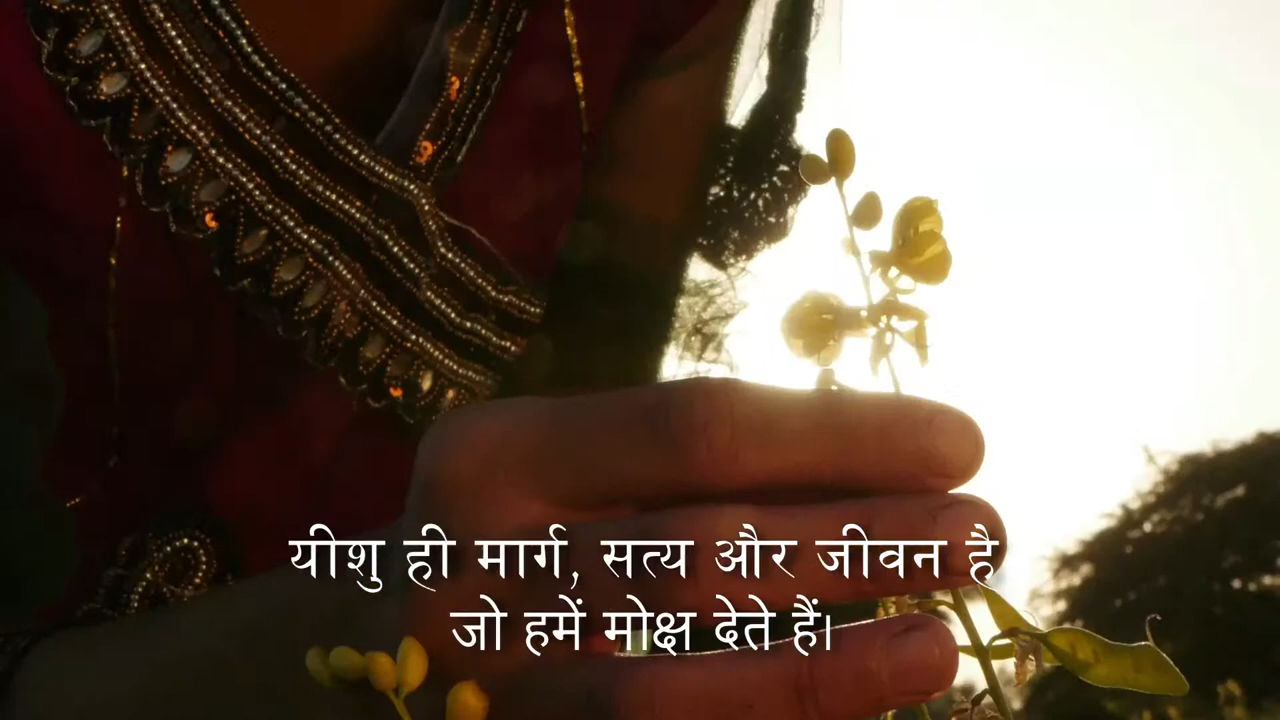 यीशु ही मार्ग, सत्य और जीवन है
जो हमें मोक्ष देते हैं।